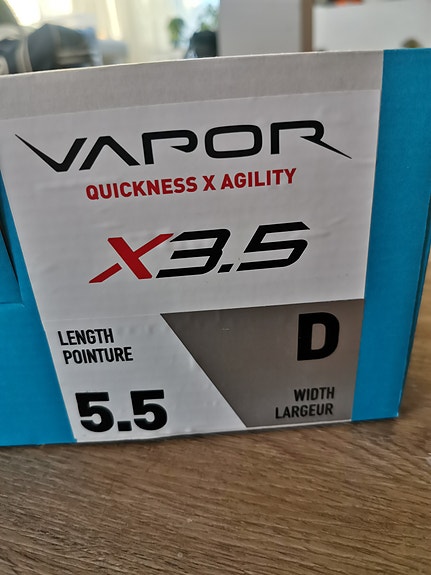 VAPOR
QUICKNESS X AGILITY
X3.5
LENGTH
POINTURE
5.5
D
WIDTH
LARGEUR